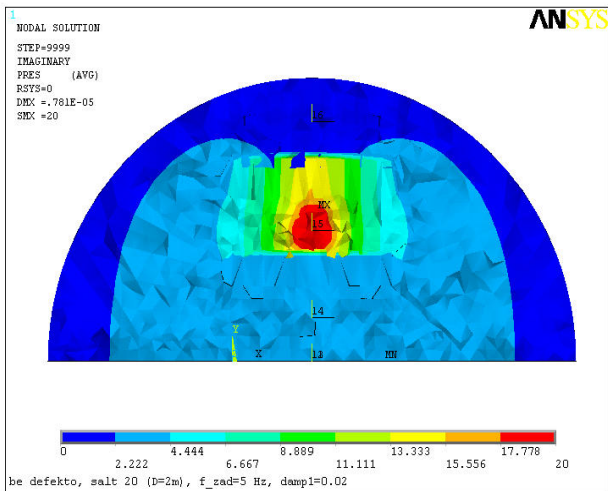 1
ANSYS
NODAL SOLUTION
STEP=9999
IMAGINARY
PRES (AVG)
RSYS=0
DMX =.781E-05
SMX =20
MX
15
14
Y
X
MN
0 2.222 4.444 6.667 8.889 11.111 13.333 15.556 17.778 20
be defekto, salt 20 (D=2m), f_zad=5 Hz, damp1=0.02